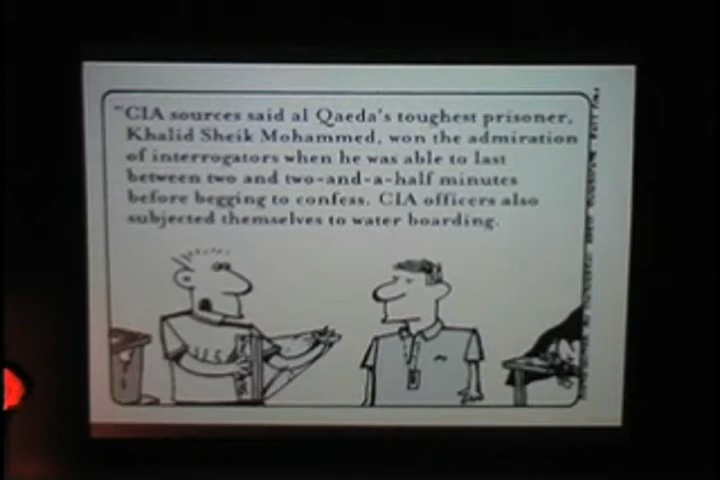 "CIA sources said al Qaeda's toughest prisoner,
Khalid Sheik Mohammed, won the admiration
of interrogators when he was able to last
between two and two-and-a-half minutes
before begging to confess. CIA officers also
subjected themselves to water boarding.